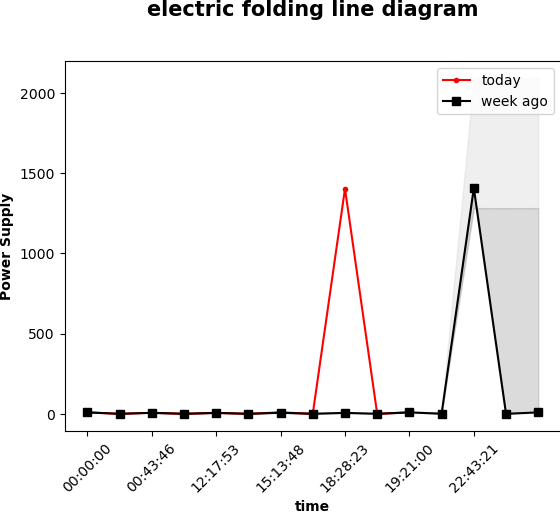 electric folding line diagram
today
week ago
Power Supply
2000
1500
1000
500
0
00:00:00
00:43:46
12:17:53
15:13:48
18:28:23
19:21:00
22:43:21
time